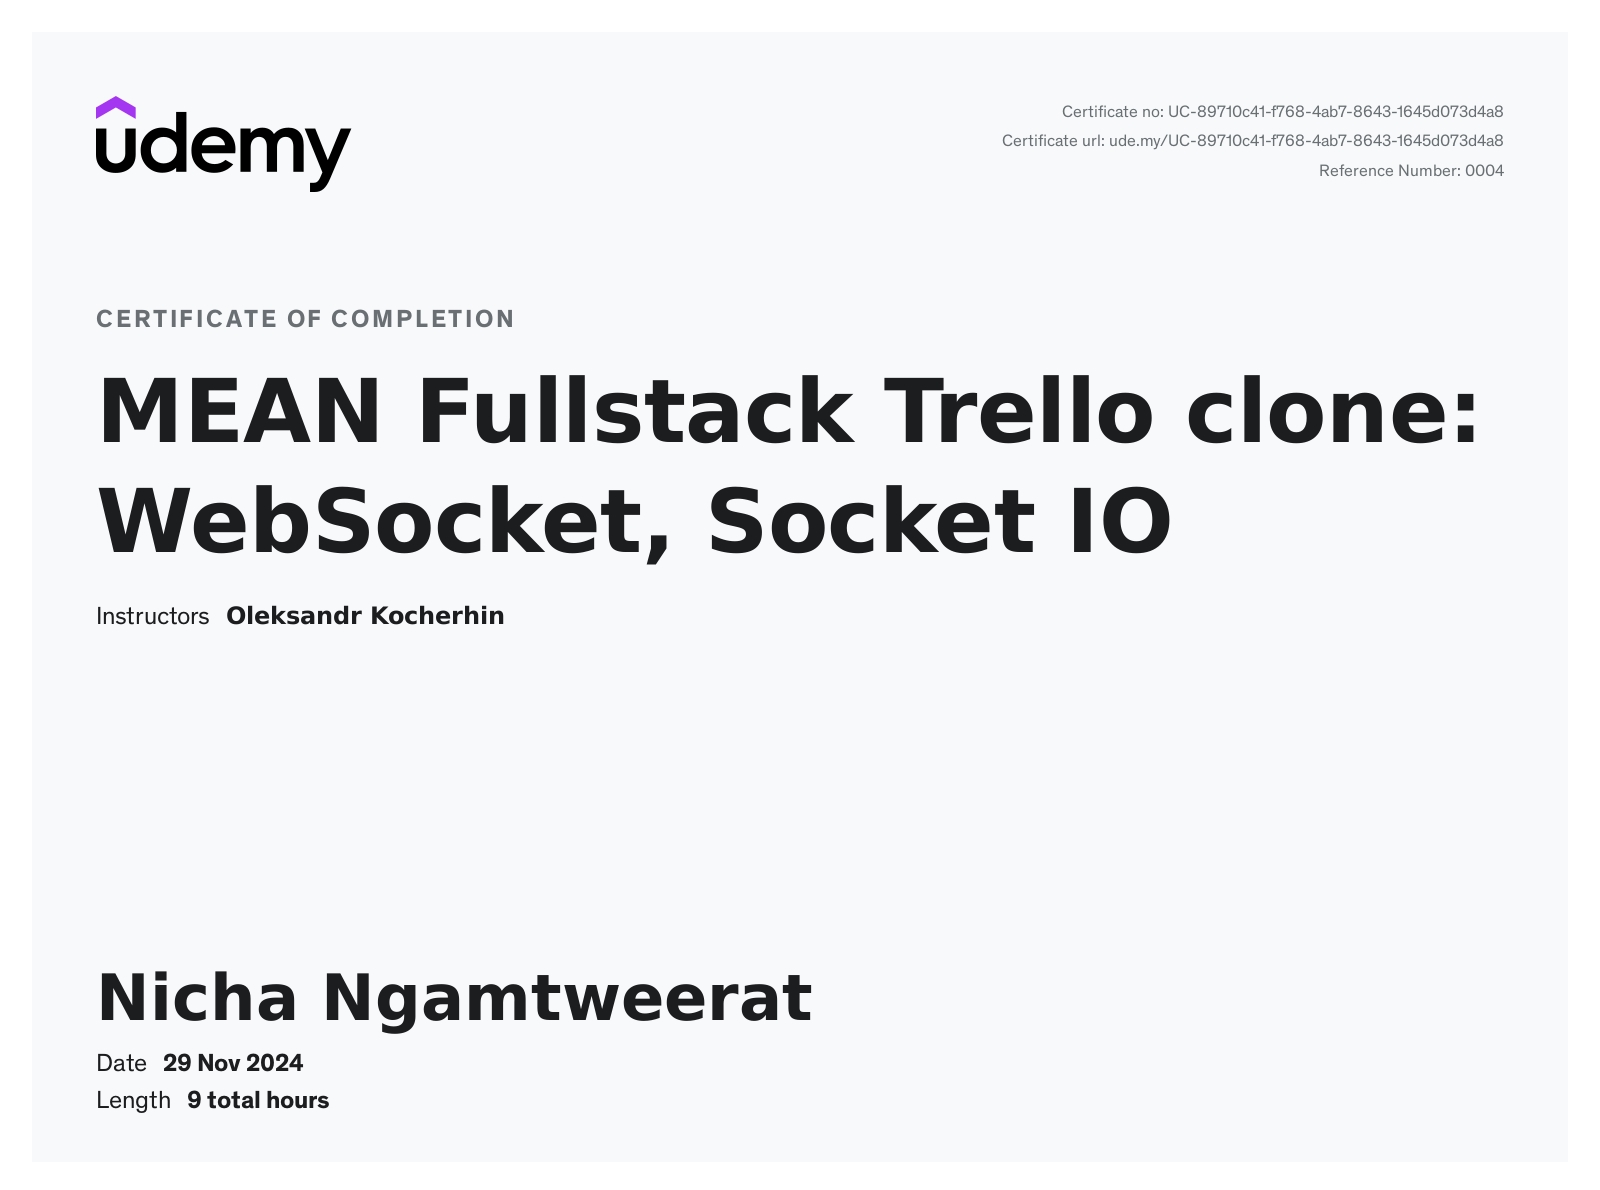 udemy
Certificate no: UC-89710c41-f768-4ab7-8643-1645d073d4a8
Certificate url: ude.my/UC-89710c41-f768-4ab7-8643-1645d073d4a8
Reference Number: 0004
CERTIFICATE OF COMPLETION
MEAN Fullstack Trello clone:
WebSocket, Socket IO
Instructors Oleksandr Kocherhin
Nicha Ngamtweerat
Date 29 Nov 2024
Length 9 total hours